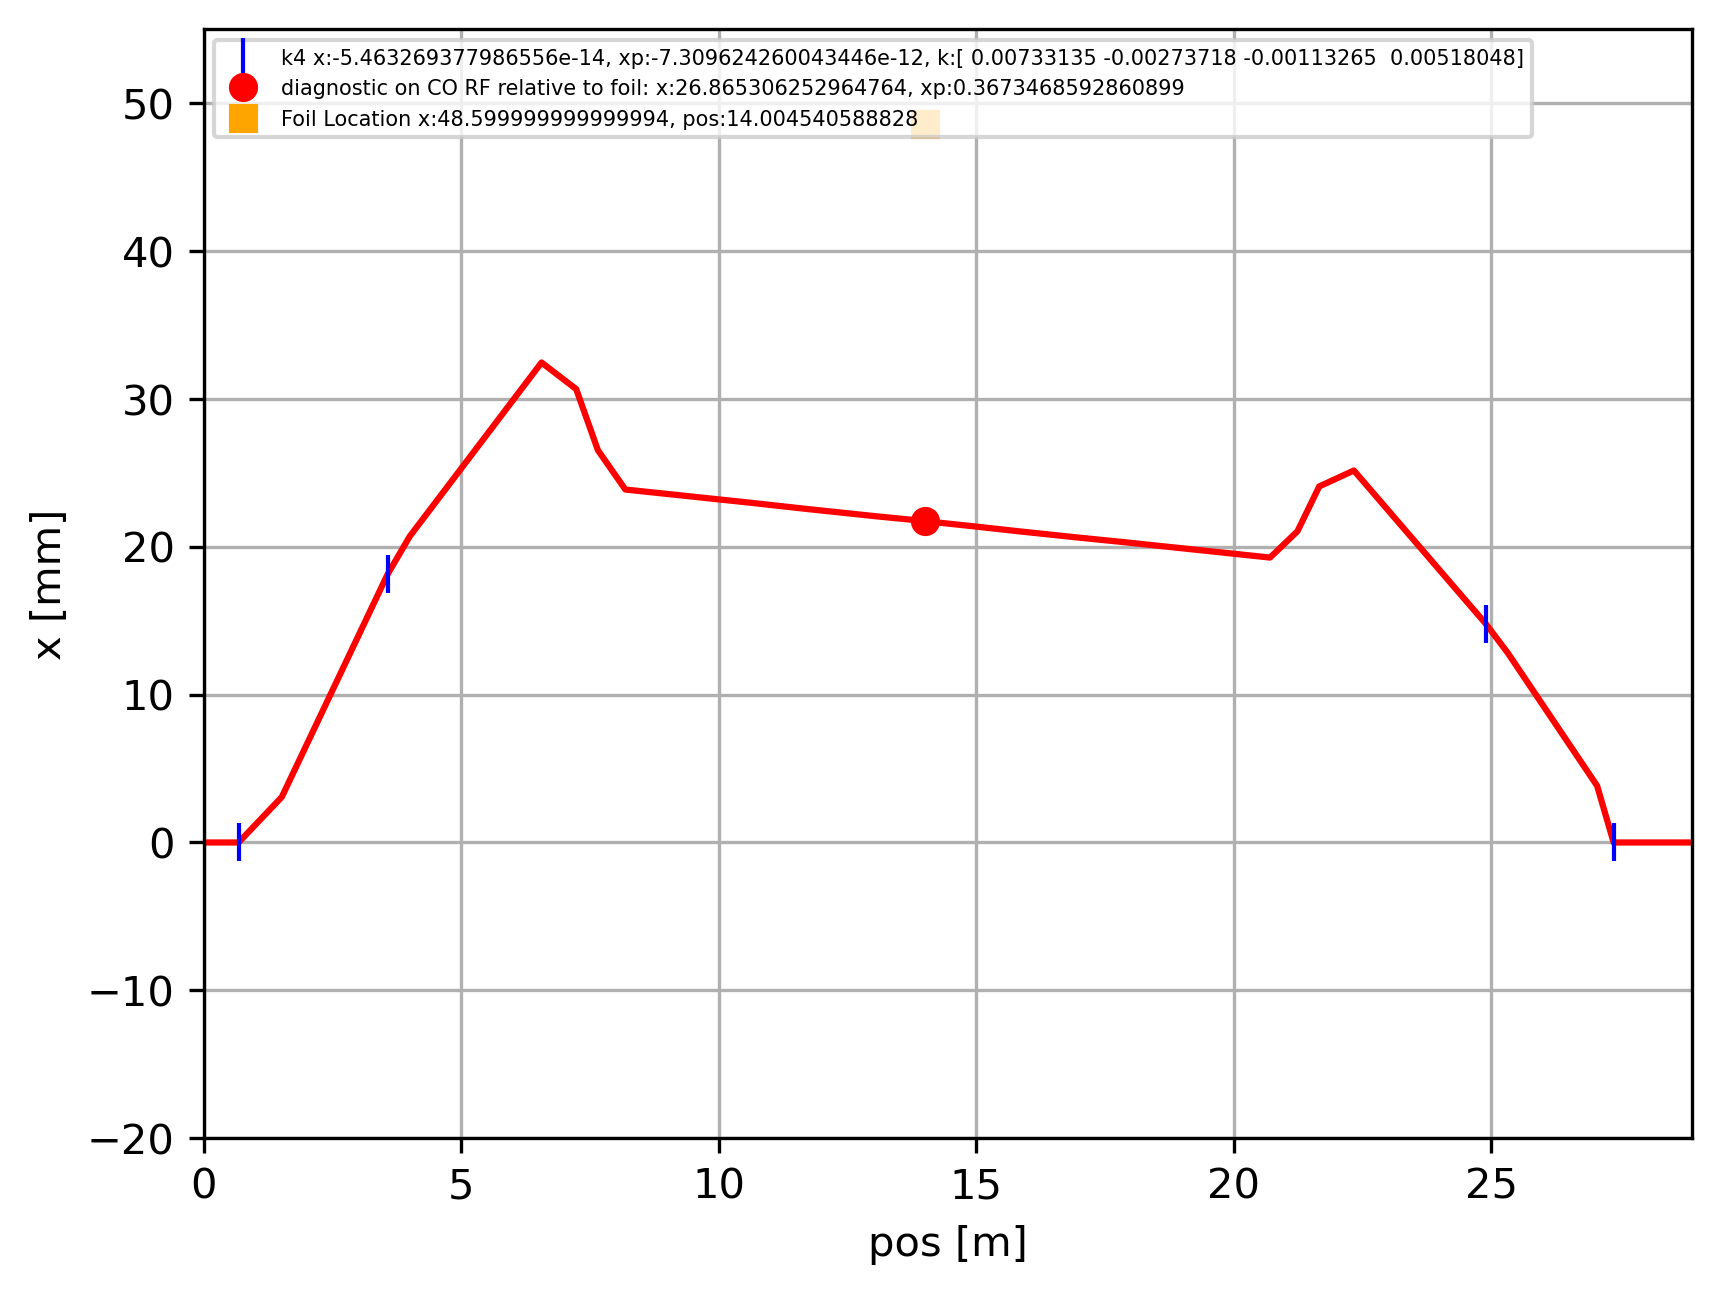 k4 x:-5.463269377986556e-14, xp:-7.309624260043446e-12, k:[ 0.00733135 -0.00273718 -0.00113265  0.00518048]
diagnostic on CO RF relative to foil: x:26.865306252964764, xp:0.3673468592860899
Foil Location x:48.599999999999994, pos:14.004540588828
50
40
30
20
10
0
−10
−20
x [mm]
0 5 10 15 20 25
pos [m]